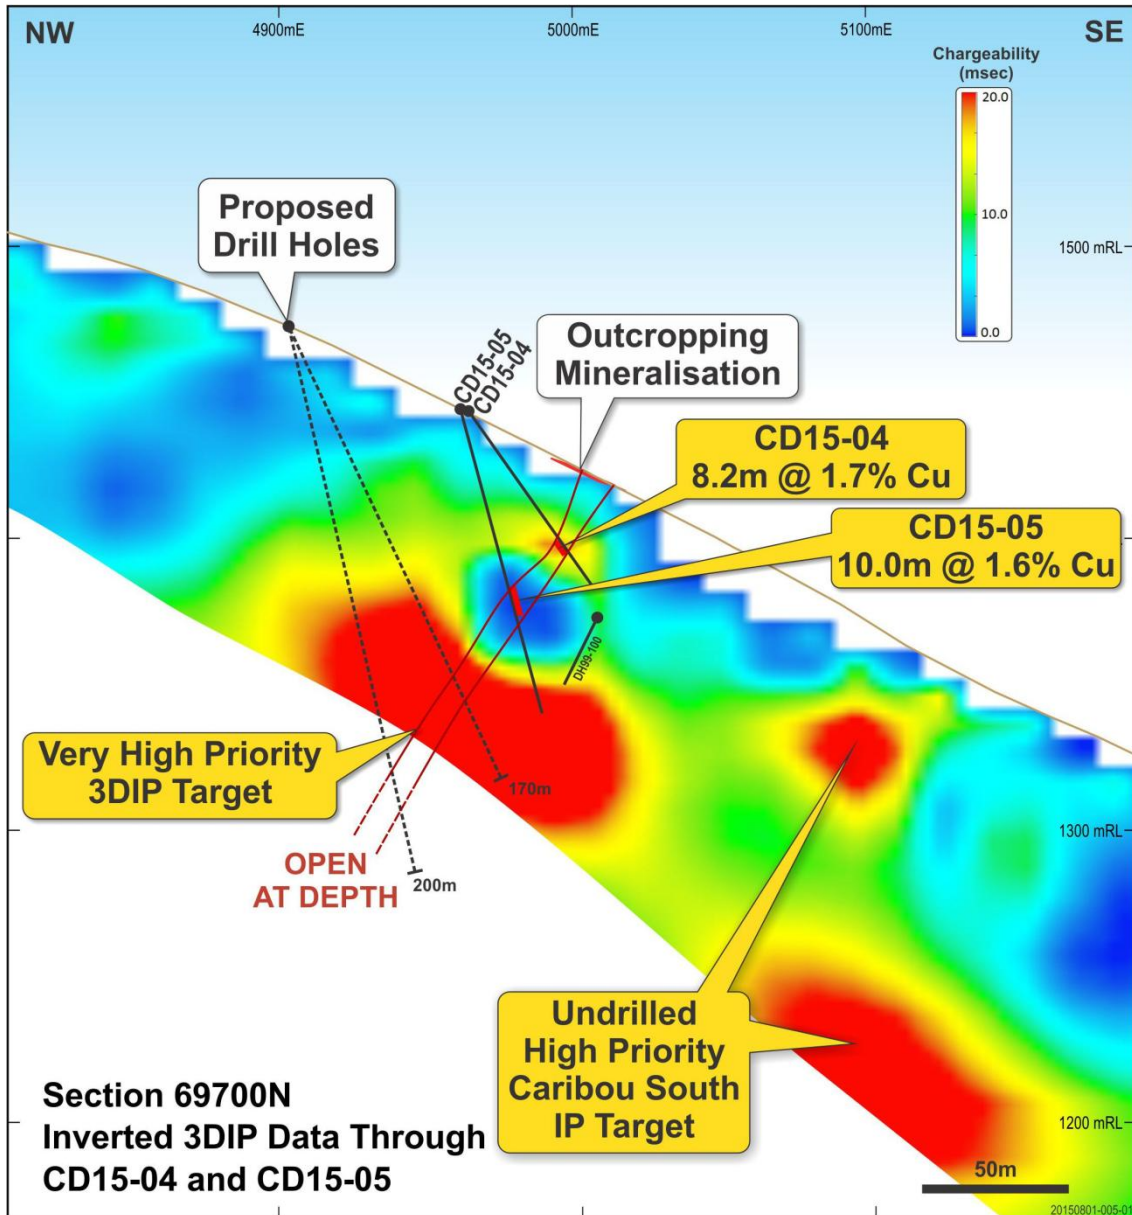 NW
4900mE
5000mE
5100mE
SE
Chargeability
(msec)
20.0
10.0
0.0
Proposed
Drill Holes
1500 mRL
CD15-05
CD15-04
Outcropping
Mineralisation
CD15-04
8.2m @ 1.7% Cu
CD15-05
10.0m @ 1.6% Cu
DH99-100
Very High Priority
3DIP Target
170m
1300 mRL
OPEN
AT DEPTH
200m
Undrilled
High Priority
Caribou South
IP Target
Section 69700N
Inverted 3DIP Data Through
CD15-04 and CD15-05
1200 mRL
50m
20150801-005-01